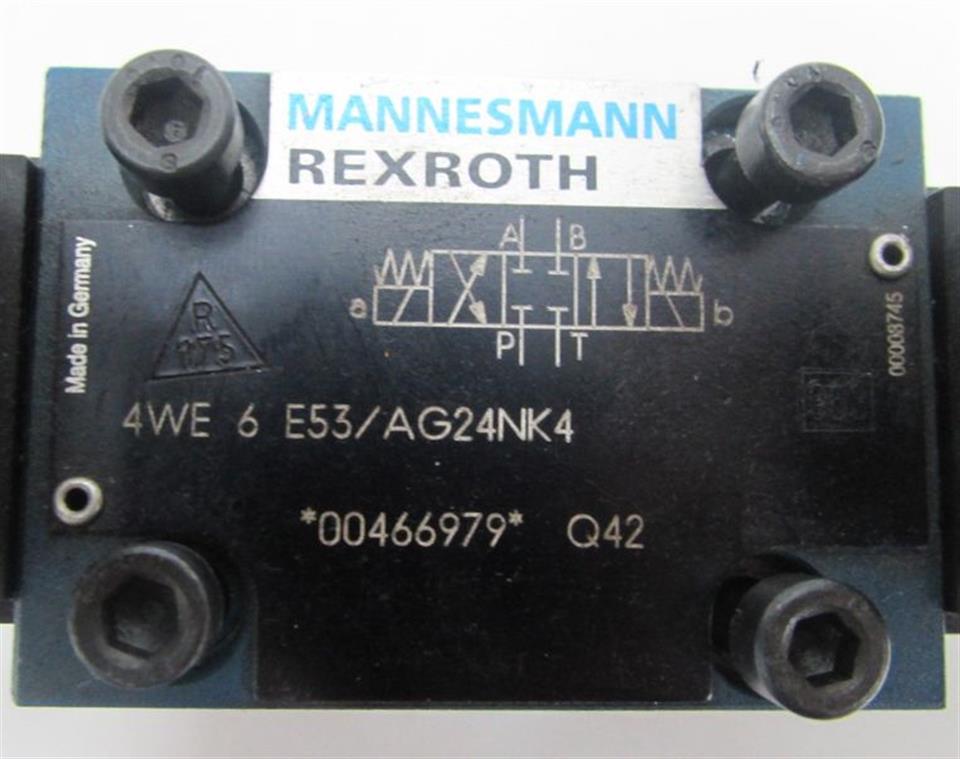 MANNESMANN
REXROTH
Made in Germany
R
175
A B
a b
P T
00008745
4WE 6 E53/AG24NK4
*00466979* Q42